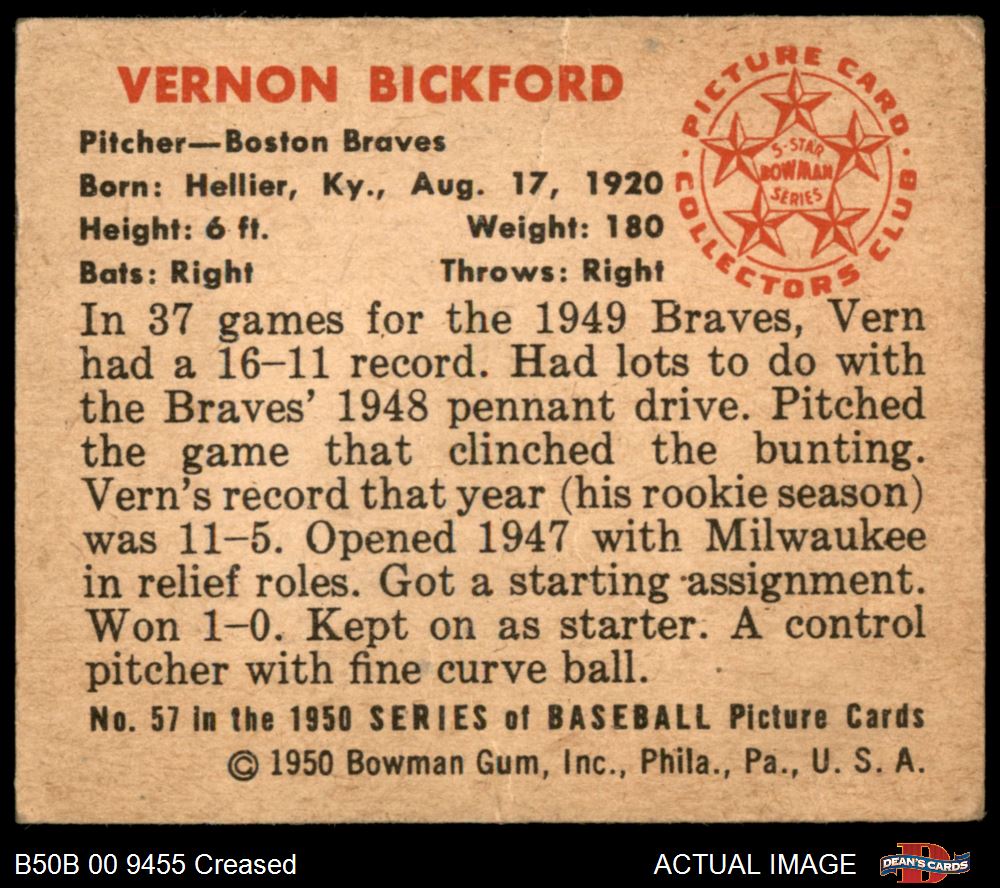 VERNON BICKFORD
Pitcher—Boston Braves
Born: Hellier, Ky., Aug. 17, 1920
Height: 6 ft. Weight: 180
Bats: Right Throws: Right
· PICTURE CARD ·
COLLECTORS CLUB
5-STAR
BOWMAN
SERIES
In 37 games for the 1949 Braves, Vern
had a 16–11 record. Had lots to do with
the Braves' 1948 pennant drive. Pitched
the game that clinched the bunting.
Vern's record that year (his rookie season)
was 11–5. Opened 1947 with Milwaukee
in relief roles. Got a starting assignment.
Won 1–0. Kept on as starter. A control
pitcher with fine curve ball.
No. 57 in the 1950 SERIES of BASEBALL Picture Cards
© 1950 Bowman Gum, Inc., Phila., Pa., U. S. A.
B50B 00 9455 Creased
ACTUAL IMAGE
DEAN'S CARDS